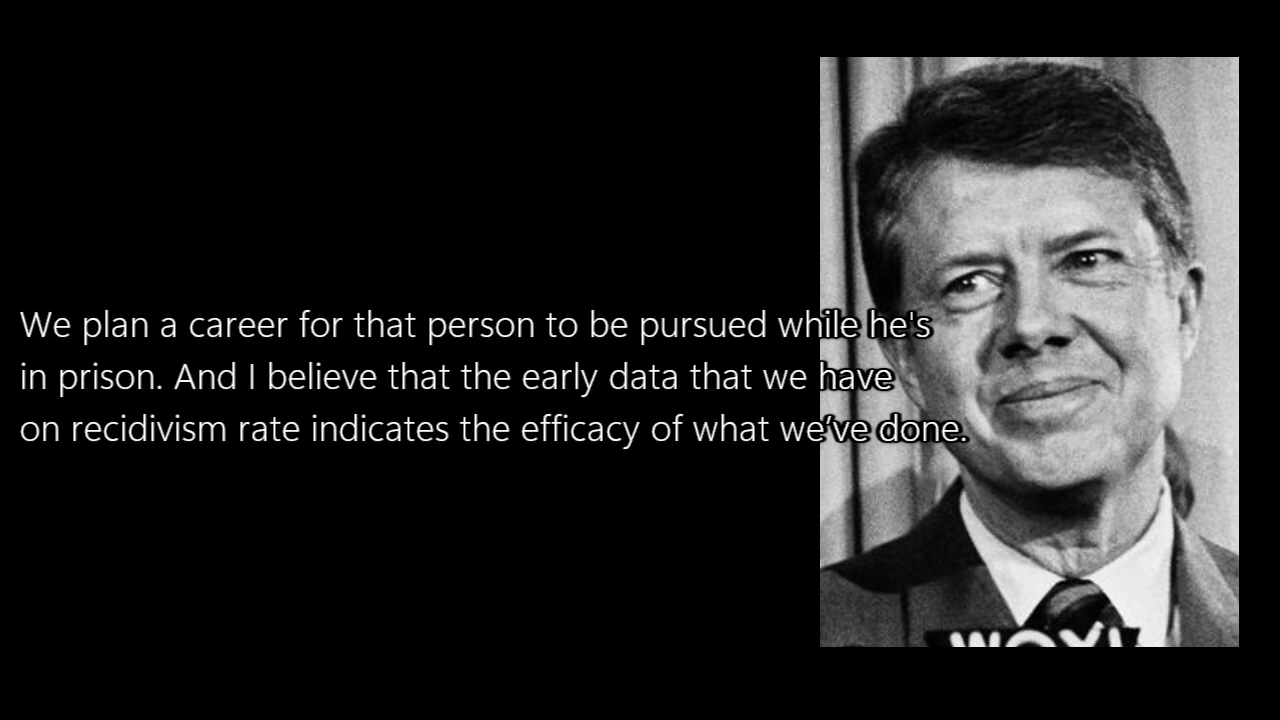 We plan a career for that person to be pursued while he's
in prison. And I believe that the early data that we have
on recidivism rate indicates the efficacy of what we’ve done.